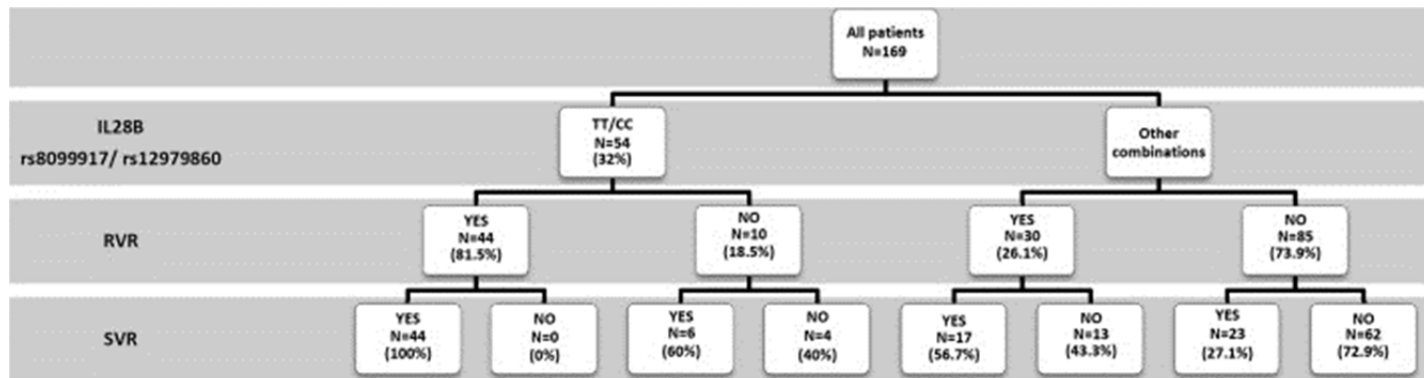 All patients
N=169
IL28B
rs8099917/ rs12979860
TT/CC
N=54
(32%)
Other
combinations
RVR
YES
N=44
(81.5%)
NO
N=10
(18.5%)
YES
N=30
(26.1%)
NO
N=85
(73.9%)
SVR
YES
N=44
(100%)
NO
N=0
(0%)
YES
N=6
(60%)
NO
N=4
(40%)
YES
N=17
(56.7%)
NO
N=13
(43.3%)
YES
N=23
(27.1%)
NO
N=62
(72.9%)